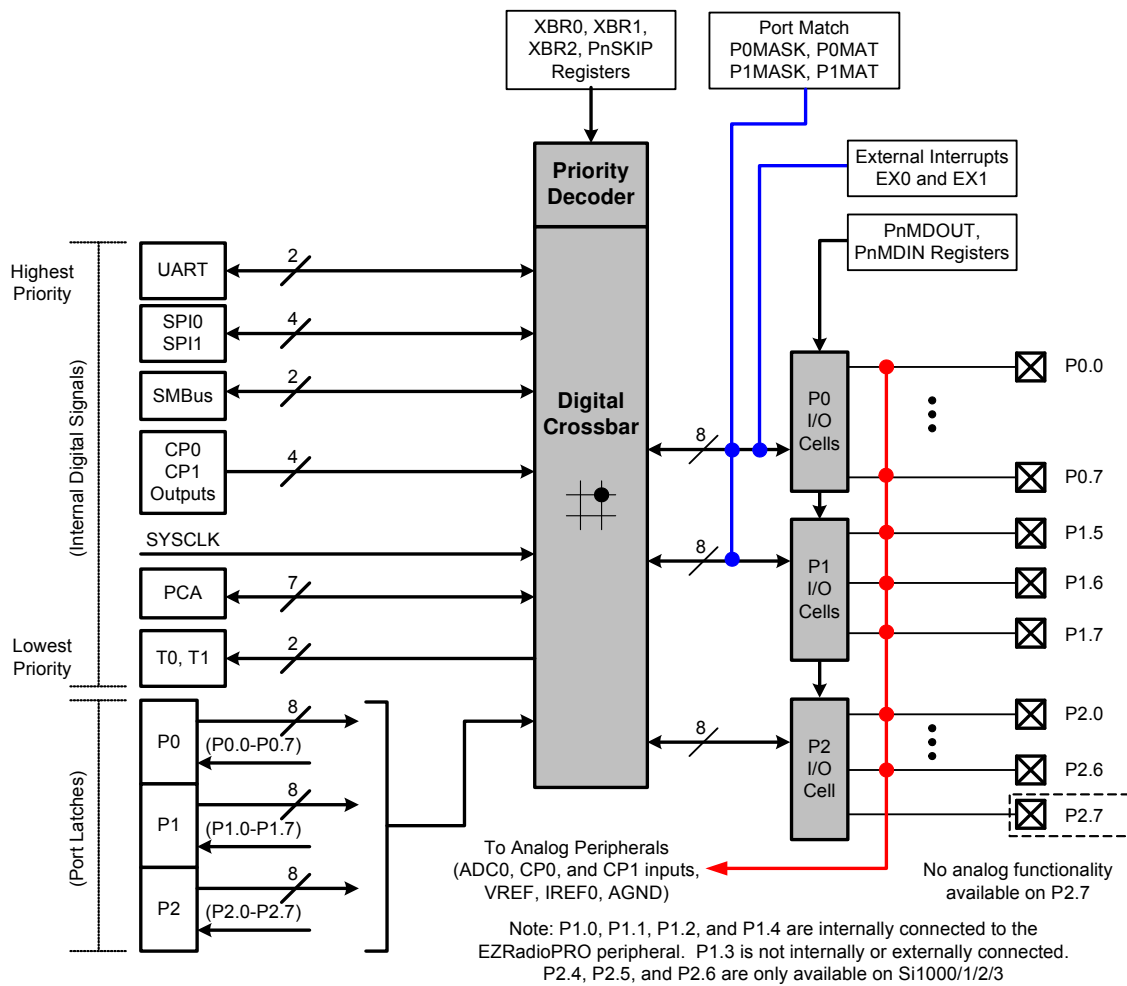 XBR0, XBR1,
XBR2, PnSKIP
Registers
Port Match
P0MASK, P0MAT
P1MASK, P1MAT
External Interrupts
EX0 and EX1
Priority
Decoder
PnMDOUT,
PnMDIN Registers
Highest
Priority
UART
2
SPI0
SPI1
4
(Internal Digital Signals)
SMBus
2
Digital
Crossbar
CP0
CP1
Outputs
4
SYSCLK
PCA
7
Lowest
Priority
T0, T1
2
8
P0
I/O
Cells
P0.0
P0.7
8
P1
I/O
Cells
P1.5
P1.6
P1.7
8
P2
I/O
Cell
P2.0
P2.6
P2.7
(Port Latches)
P0
8
(P0.0-P0.7)
P1
8
(P1.0-P1.7)
P2
8
(P2.0-P2.7)
To Analog Peripherals
(ADC0, CP0, and CP1 inputs,
VREF, IREF0, AGND)
No analog functionality
available on P2.7
Note: P1.0, P1.1, P1.2, and P1.4 are internally connected to the
EZRadioPRO peripheral. P1.3 is not internally or externally connected.
P2.4, P2.5, and P2.6 are only available on Si1000/1/2/3